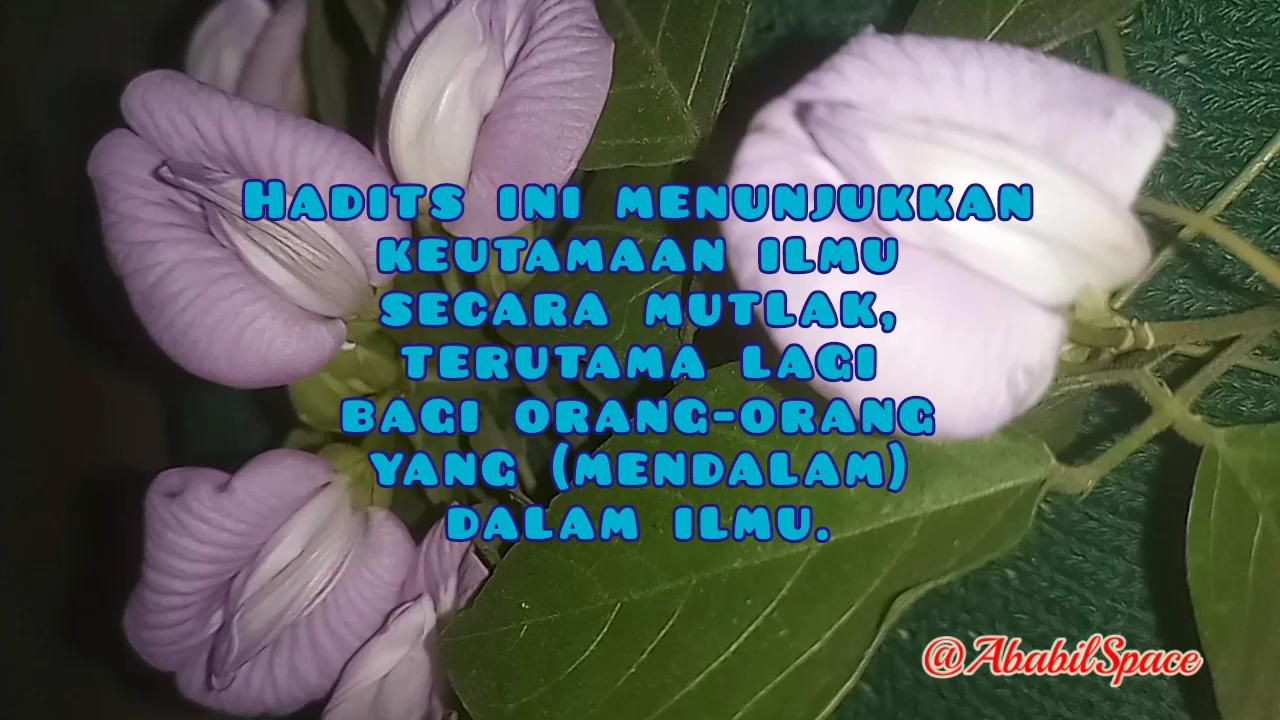 Hadits ini menunjukkan
keutamaan ilmu
secara mutlak,
terutama lagi
bagi orang-orang
yang (mendalam)
dalam ilmu.
@AbabilSpace